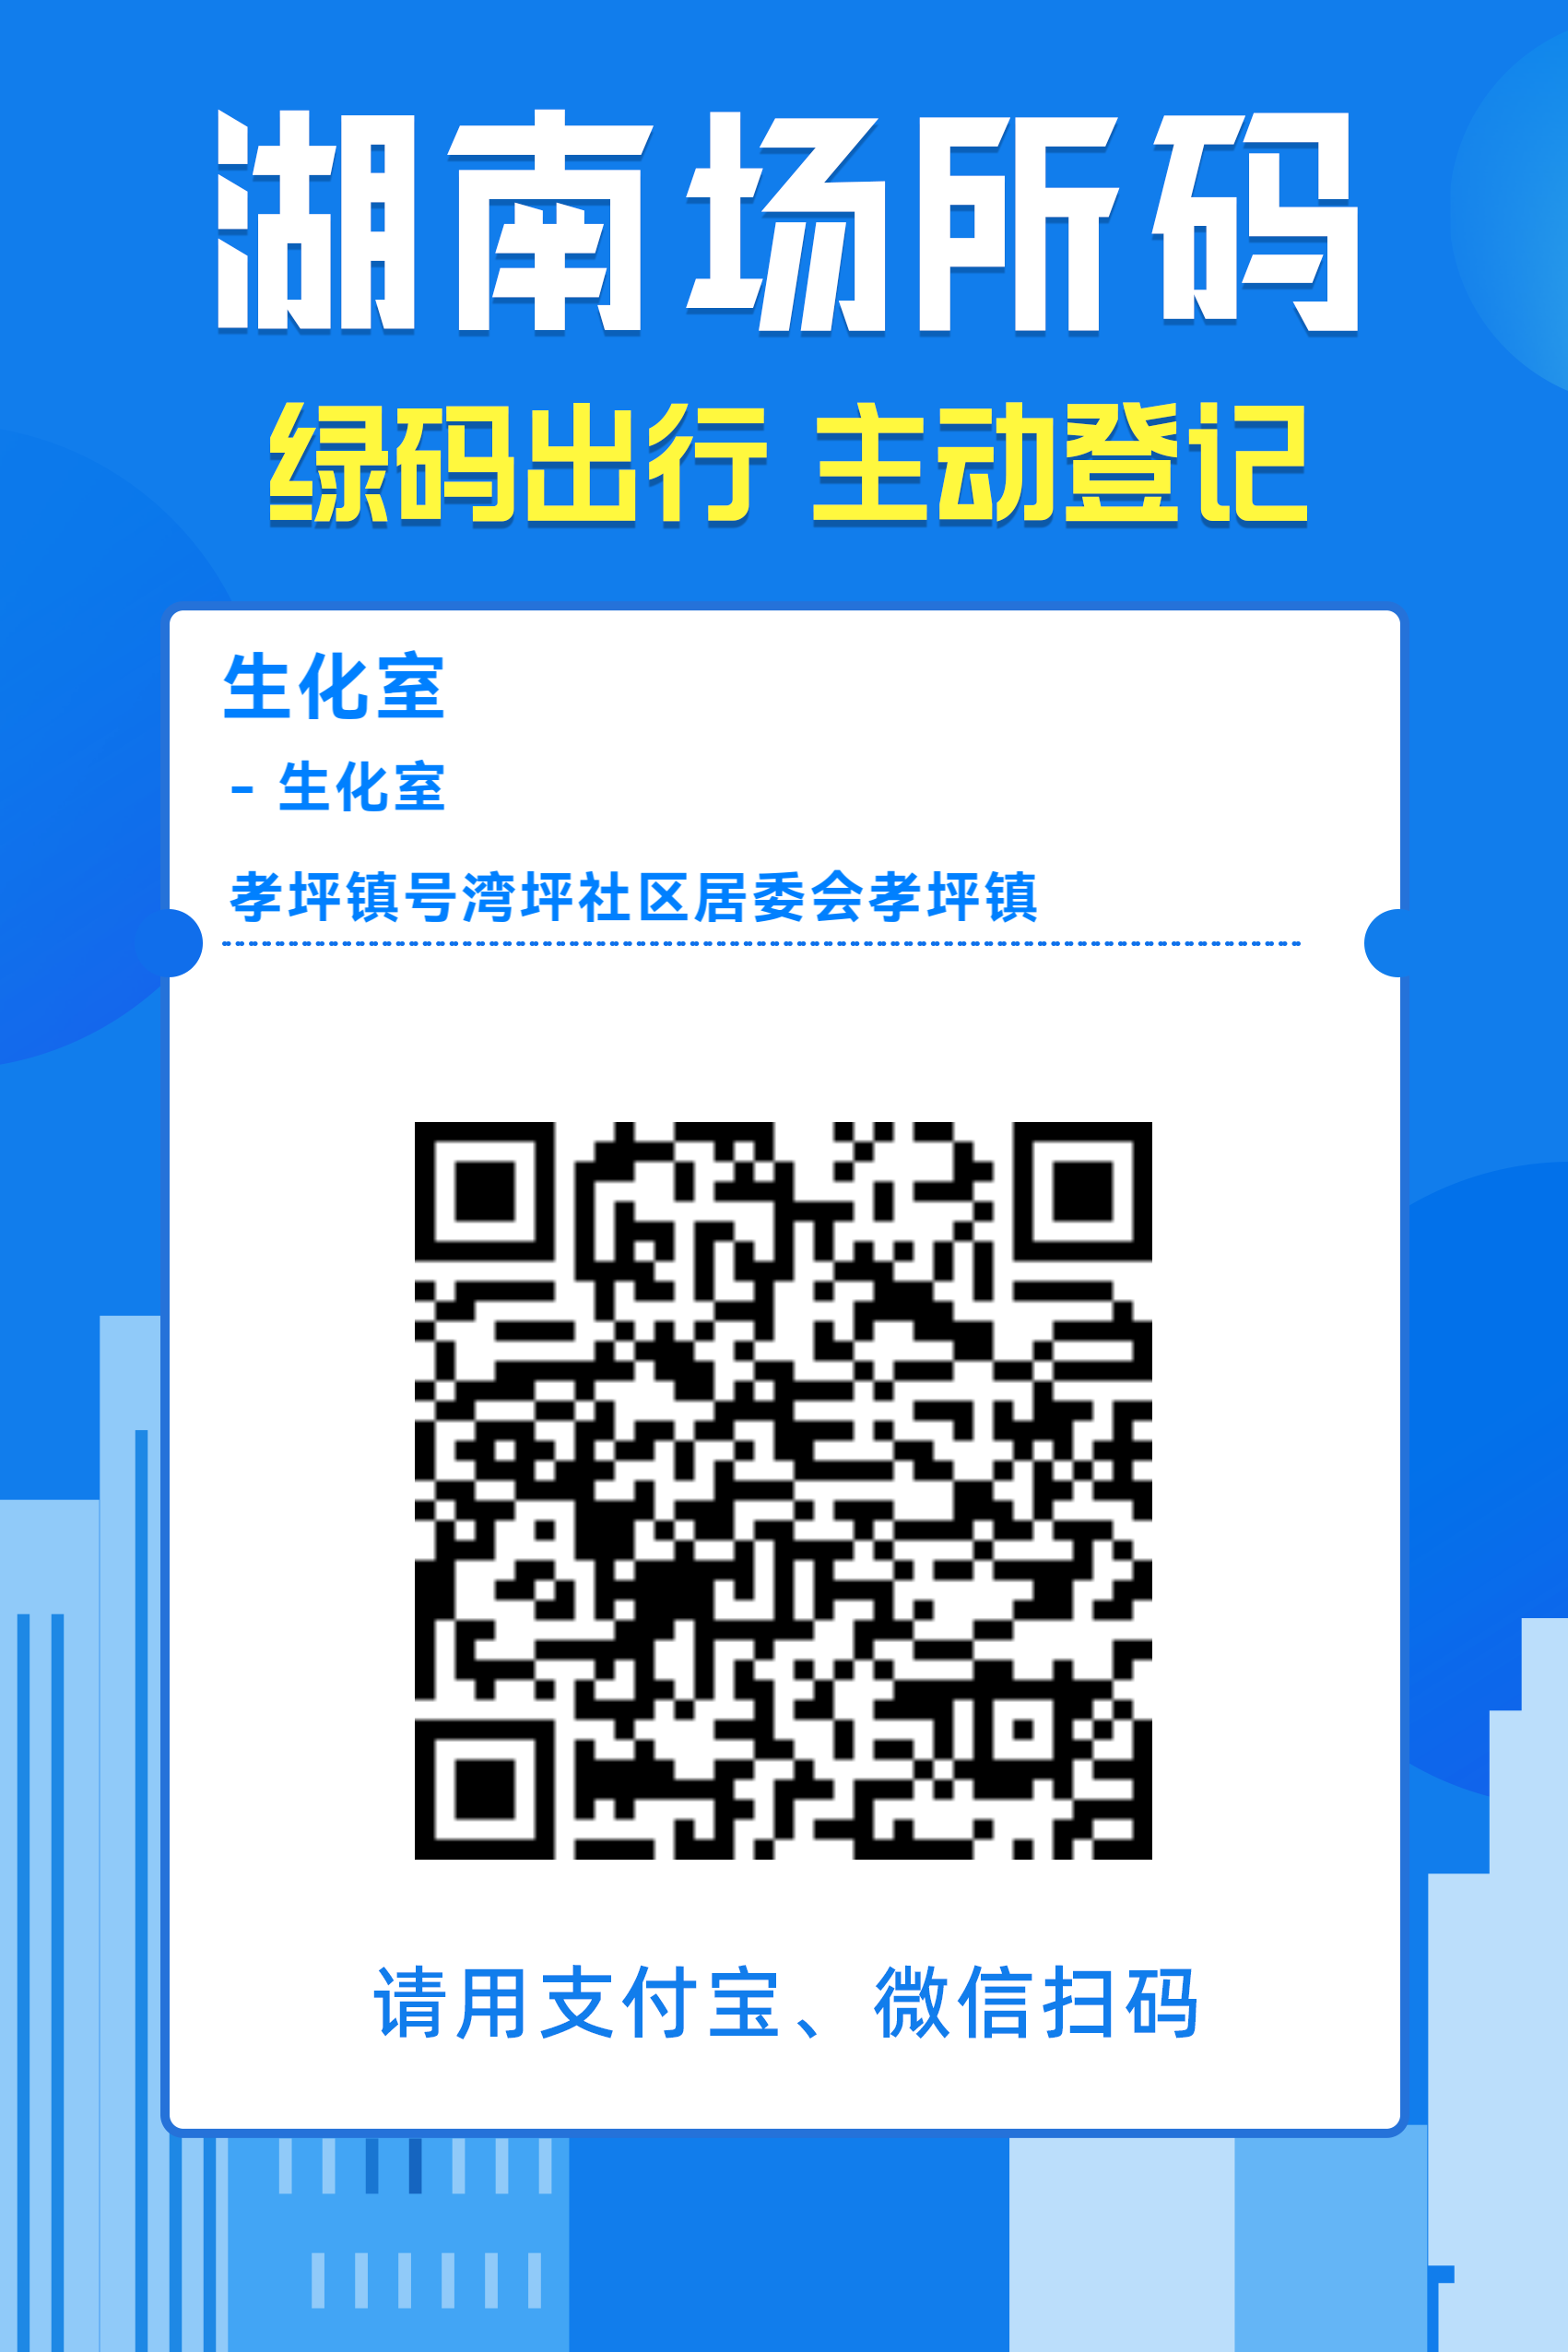 湖南场所码
绿码出行 主动登记
生化室
- 生化室
孝坪镇号湾坪社区居委会孝坪镇
请用支付宝、微信扫码